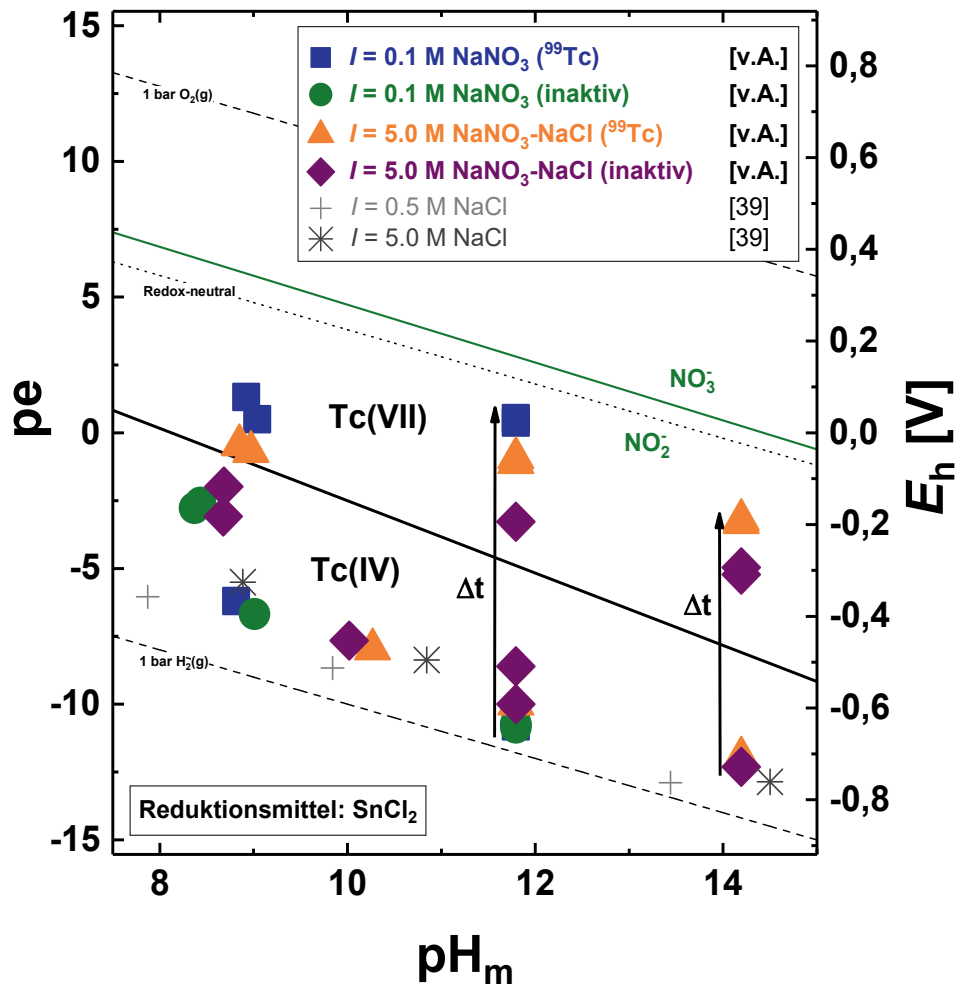 I = 0.1 M NaNO₃ (⁹⁹Tc) [v.A.]
I = 0.1 M NaNO₃ (inaktiv) [v.A.]
I = 5.0 M NaNO₃-NaCl (⁹⁹Tc) [v.A.]
I = 5.0 M NaNO₃-NaCl (inaktiv) [v.A.]
I = 0.5 M NaCl [39]
I = 5.0 M NaCl [39]
15
10
5
0
-5
-10
-15
pe
1 bar O₂(g)
Redox-neutral
1 bar H₂(g)
NO₃⁻
NO₂⁻
Tc(VII)
Tc(IV)
Δt
Δt
Reduktionsmittel: SnCl₂
0,8
0,6
0,4
0,2
0,0
-0,2
-0,4
-0,6
-0,8
Eh [V]
8
10
12
14
pHm